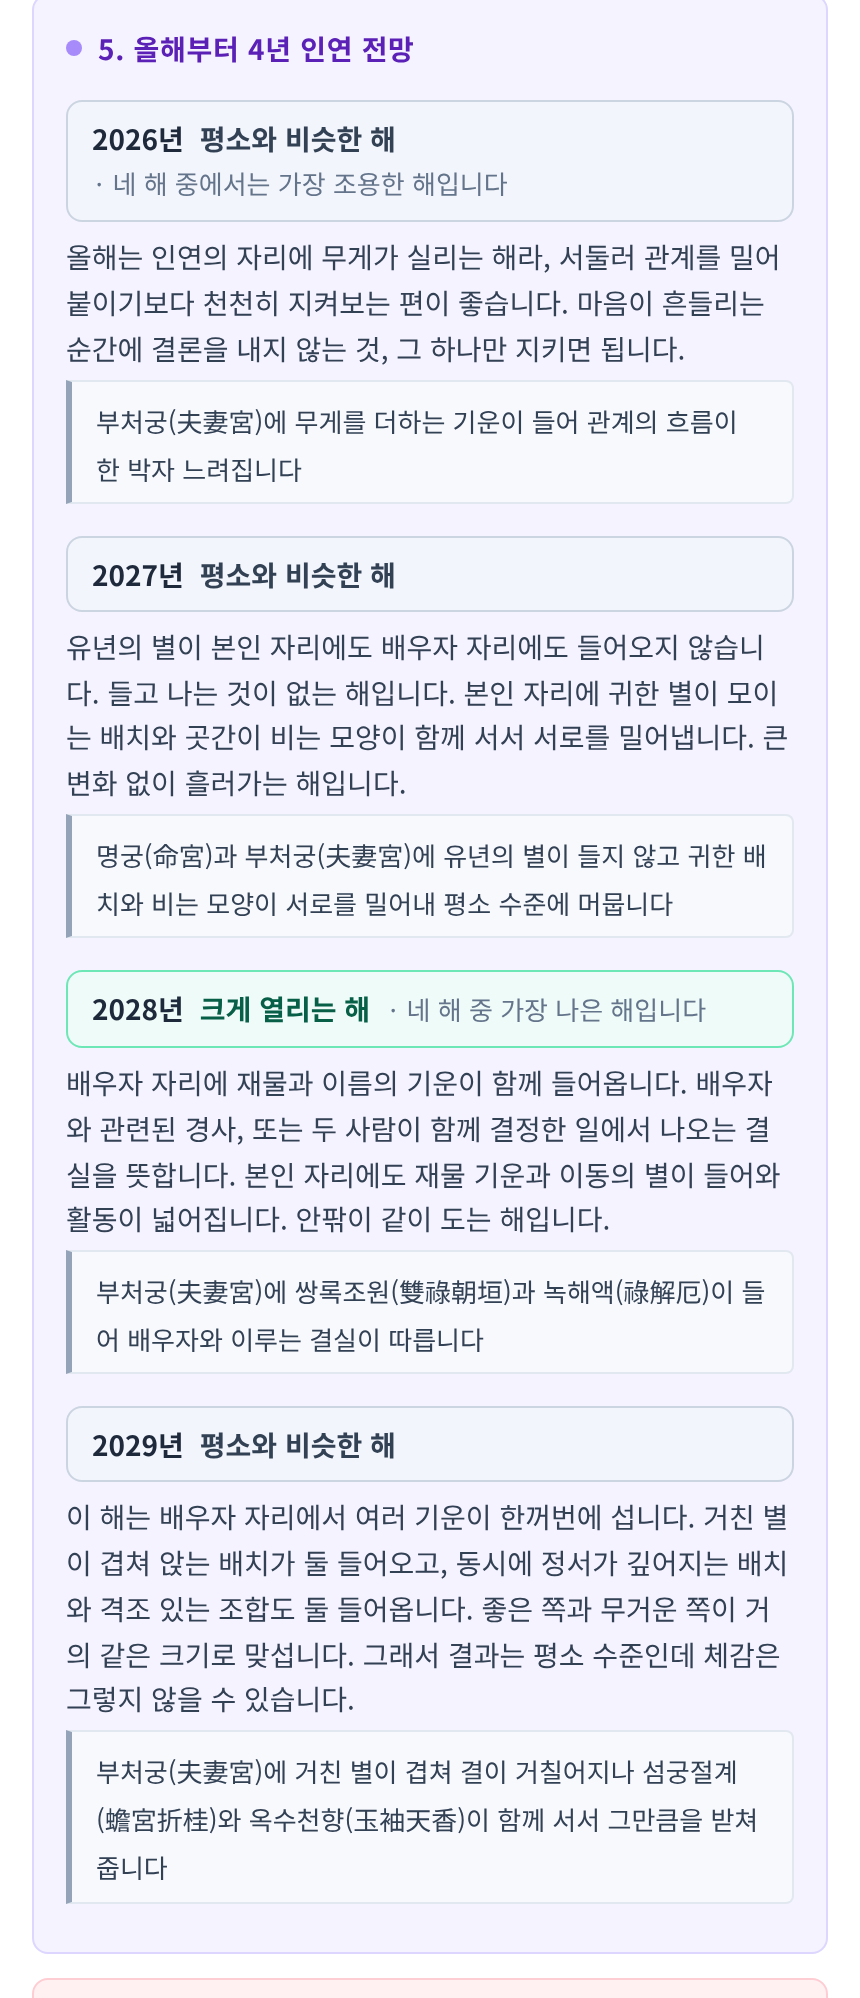 5. 올해부터 4년 인연 전망
2026년 평소와 비슷한 해
· 네 해 중에서는 가장 조용한 해입니다
올해는 인연의 자리에 무게가 실리는 해라, 서둘러 관계를 밀어
붙이기보다 천천히 지켜보는 편이 좋습니다. 마음이 흔들리는
순간에 결론을 내지 않는 것, 그 하나만 지키면 됩니다.
부처궁(夫妻宮)에 무게를 더하는 기운이 들어 관계의 흐름이
한 박자 느려집니다
2027년 평소와 비슷한 해
유년의 별이 본인 자리에도 배우자 자리에도 들어오지 않습니
다. 들고 나는 것이 없는 해입니다. 본인 자리에 귀한 별이 모이
는 배치와 곳간이 비는 모양이 함께 서서 서로를 밀어냅니다. 큰
변화 없이 흘러가는 해입니다.
명궁(命宮)과 부처궁(夫妻宮)에 유년의 별이 들지 않고 귀한 배
치와 비는 모양이 서로를 밀어내 평소 수준에 머뭅니다
2028년 크게 열리는 해 · 네 해 중 가장 나은 해입니다
배우자 자리에 재물과 이름의 기운이 함께 들어옵니다. 배우자
와 관련된 경사, 또는 두 사람이 함께 결정한 일에서 나오는 결
실을 뜻합니다. 본인 자리에도 재물 기운과 이동의 별이 들어와
활동이 넓어집니다. 안팎이 같이 도는 해입니다.
부처궁(夫妻宮)에 쌍록조원(雙祿朝垣)과 녹해액(祿解厄)이 들
어 배우자와 이루는 결실이 따릅니다
2029년 평소와 비슷한 해
이 해는 배우자 자리에서 여러 기운이 한꺼번에 섭니다. 거친 별
이 겹쳐 앉는 배치가 둘 들어오고, 동시에 정서가 깊어지는 배치
와 격조 있는 조합도 둘 들어옵니다. 좋은 쪽과 무거운 쪽이 거
의 같은 크기로 맞섭니다. 그래서 결과는 평소 수준인데 체감은
그렇지 않을 수 있습니다.
부처궁(夫妻宮)에 거친 별이 겹쳐 결이 거칠어지나 섬궁절계
(蟾宮折桂)와 옥수천향(玉袖天香)이 함께 서서 그만큼을 받쳐
줍니다